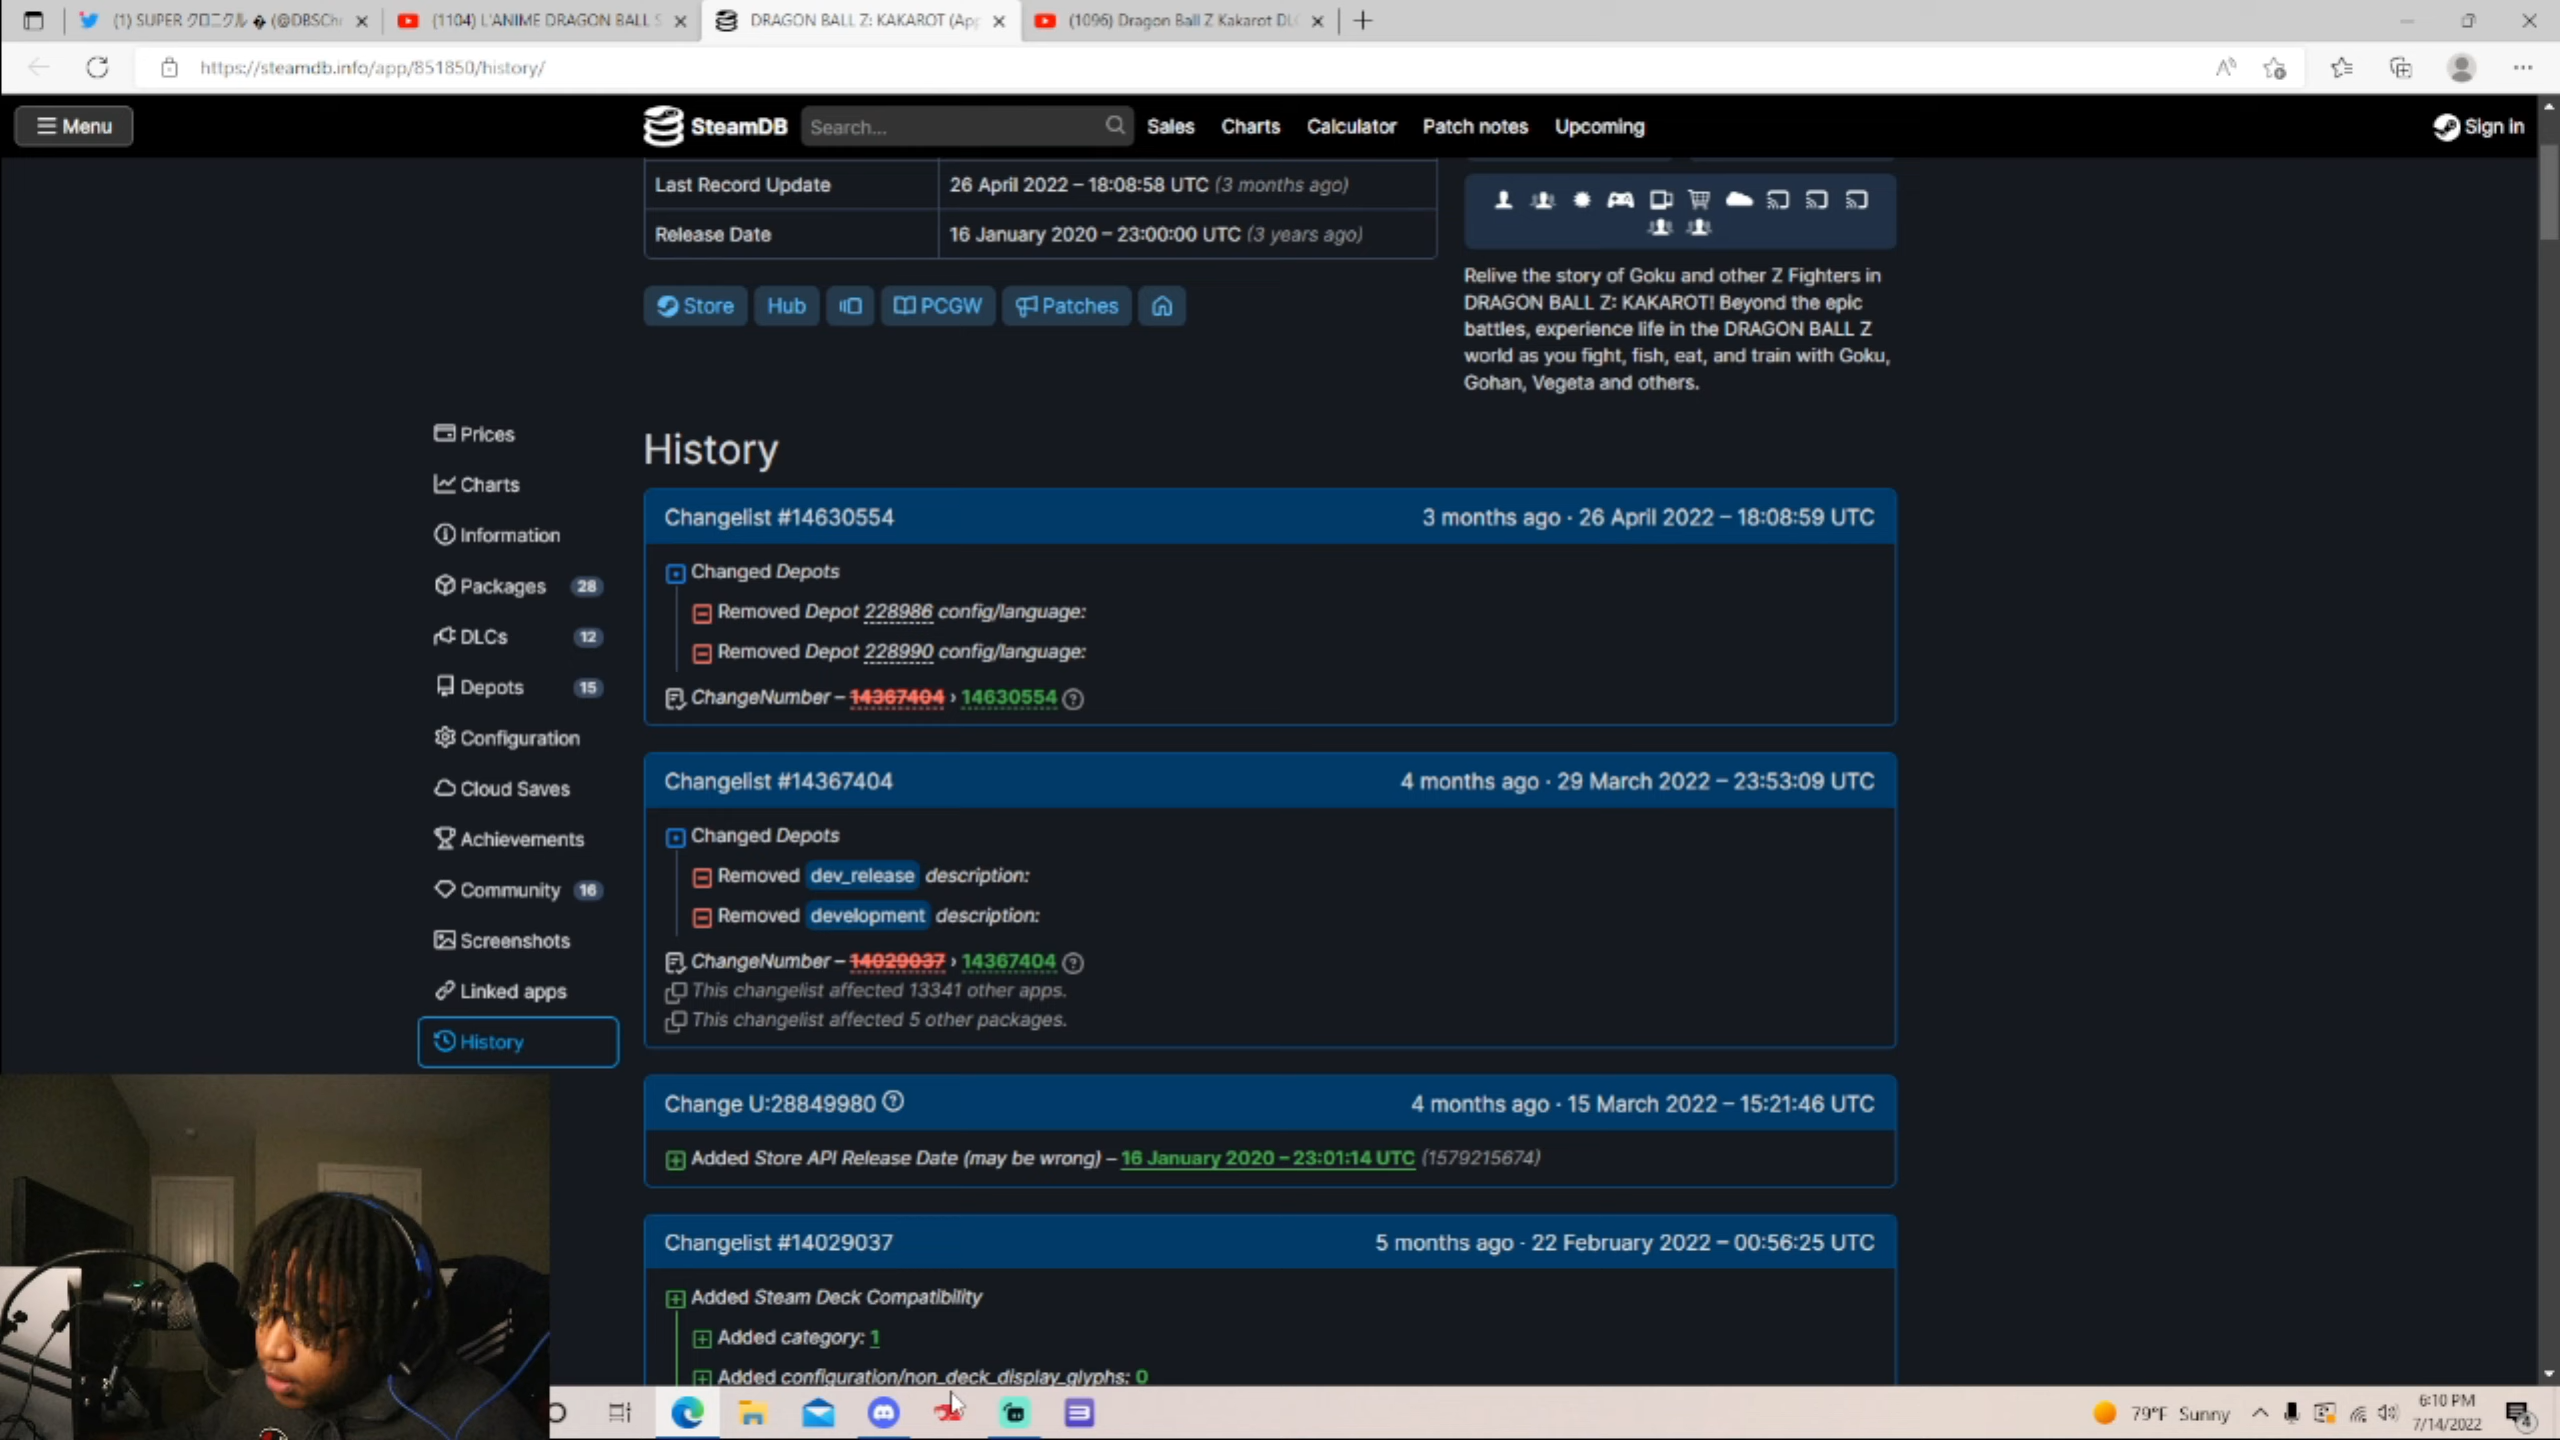 (1) SUPER クロニクル � (@DBSChr
(1104) L'ANIME DRAGON BALL S
DRAGON BALL Z: KAKAROT (App
(1096) Dragon Ball Z Kakarot DL
https://steamdb.info/app/851850/history/
Menu
SteamDB
Search...
Sales
Charts
Calculator
Patch notes
Upcoming
Sign in
Last Record Update
26 April 2022 – 18:08:58 UTC (3 months ago)
Release Date
16 January 2020 – 23:00:00 UTC (3 years ago)
Store
Hub
PCGW
Patches
Relive the story of Goku and other Z Fighters in
DRAGON BALL Z: KAKAROT! Beyond the epic
battles, experience life in the DRAGON BALL Z
world as you fight, fish, eat, and train with Goku,
Gohan, Vegeta and others.
Prices
Charts
Information
Packages 28
DLCs 12
Depots 15
Configuration
Cloud Saves
Achievements
Community 16
Screenshots
Linked apps
History
History
Changelist #14630554
3 months ago · 26 April 2022 – 18:08:59 UTC
Changed Depots
Removed Depot 228986 config/language:
Removed Depot 228990 config/language:
ChangeNumber – 14367404 › 14630554
Changelist #14367404
4 months ago · 29 March 2022 – 23:53:09 UTC
Changed Depots
Removed dev_release description:
Removed development description:
ChangeNumber – 14029037 › 14367404
This changelist affected 13341 other apps.
This changelist affected 5 other packages.
Change U:28849980
4 months ago · 15 March 2022 – 15:21:46 UTC
Added Store API Release Date (may be wrong) – 16 January 2020 – 23:01:14 UTC (1579215674)
Changelist #14029037
5 months ago · 22 February 2022 – 00:56:25 UTC
Added Steam Deck Compatibility
Added category: 1
Added configuration/non_deck_display_glyphs: 0
79°F Sunny
6:10 PM
7/14/2022
4